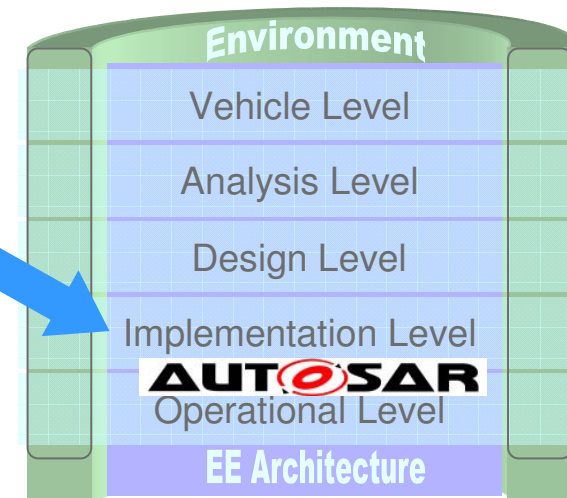 Environment
Vehicle Level
Analysis Level
Design Level
Implementation Level
AUTOSAR
Operational Level
EE Architecture